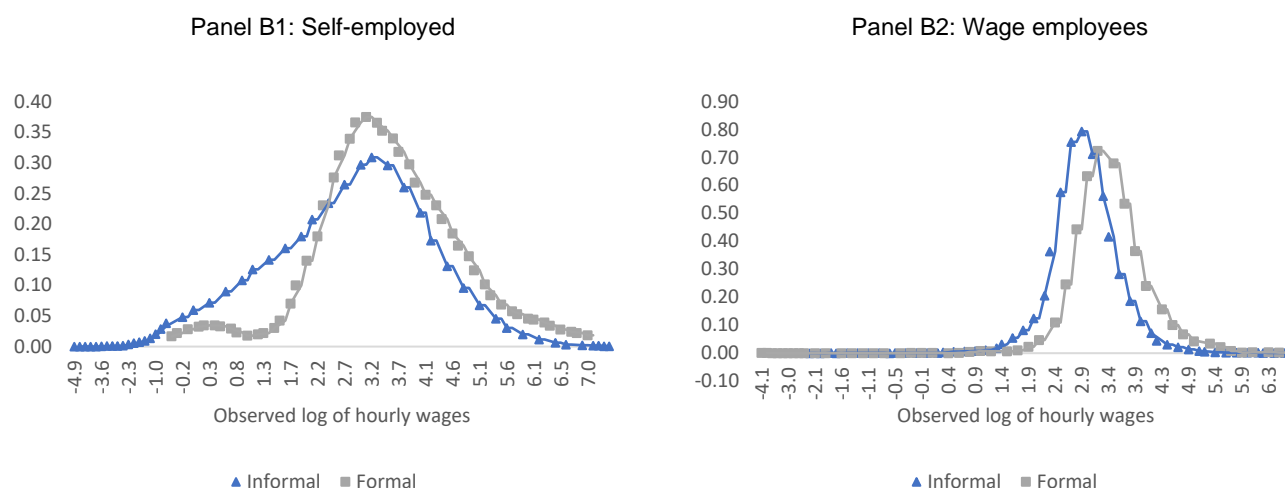 Panel B1: Self-employed
0.40
0.35
0.30
0.25
0.20
0.15
0.10
0.05
0.00
-4.9 -3.6 -2.3 -1.0 -0.2 0.3 0.8 1.3 1.7 2.2 2.7 3.2 3.7 4.1 4.6 5.1 5.6 6.1 6.5 7.0
Observed log of hourly wages
Informal Formal
Panel B2: Wage employees
0.90
0.80
0.70
0.60
0.50
0.40
0.30
0.20
0.10
0.00
-0.10
-4.1 -3.0 -2.1 -1.6 -1.1 -0.5 -0.1 0.4 0.9 1.4 1.9 2.4 2.9 3.4 3.9 4.3 4.9 5.4 5.9 6.3
Observed log of hourly wages
Informal Formal